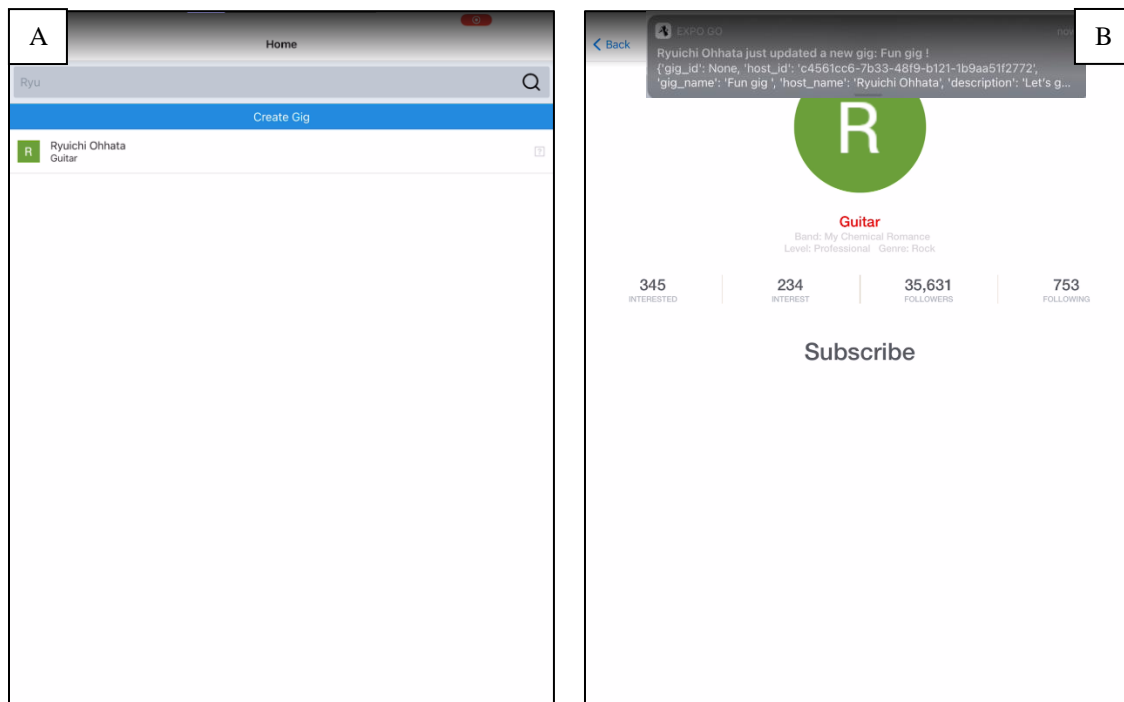 A
Home
Ryu
Create Gig
R
Ryuichi Ohhata
Guitar
?
B
Back
EXPO GO
Ryuichi Ohhata just updated a new gig: Fun gig !
{'gig_id': None, 'host_id': 'c4561cc6-7b33-48f9-b121-1b9aa51f2772',
'gig_name': 'Fun gig ', 'host_name': 'Ryuichi Ohhata', 'description': 'Let's g...
R
Guitar
Band: My Chemical Romance
Level: Professional Genre: Rock
345 234 35,631 753
INTERESTED INTEREST FOLLOWERS FOLLOWING
Subscribe